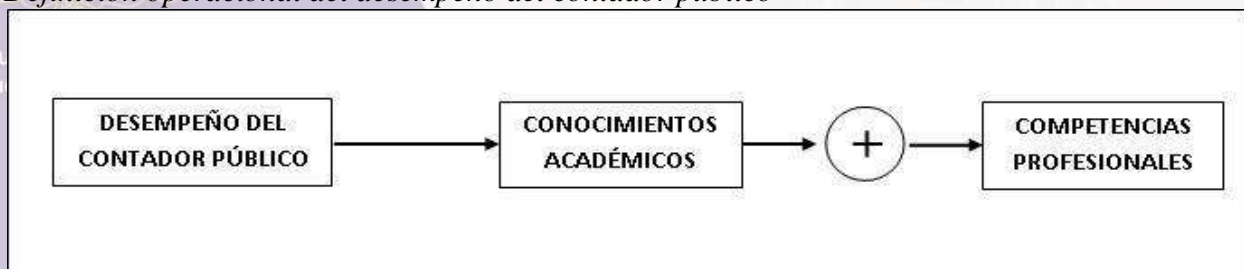 Definición operacional del desempeño del contador público
DESEMPEÑO DEL
CONTADOR PÚBLICO
CONOCIMIENTOS
ACADÉMICOS
+
COMPETENCIAS
PROFESIONALES